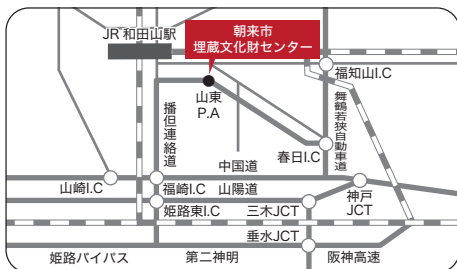 朝来市
埋蔵文化財センター
JR 和田山駅
福知山I.C
山東
P.A
播但連絡道
舞鶴若狭自動車道
春日I.C
中国道
山崎I.C
福崎I.C
山陽道
神戸
JCT
姫路東I.C
三木JCT
垂水JCT
姫路バイパス
第二神明
阪神高速